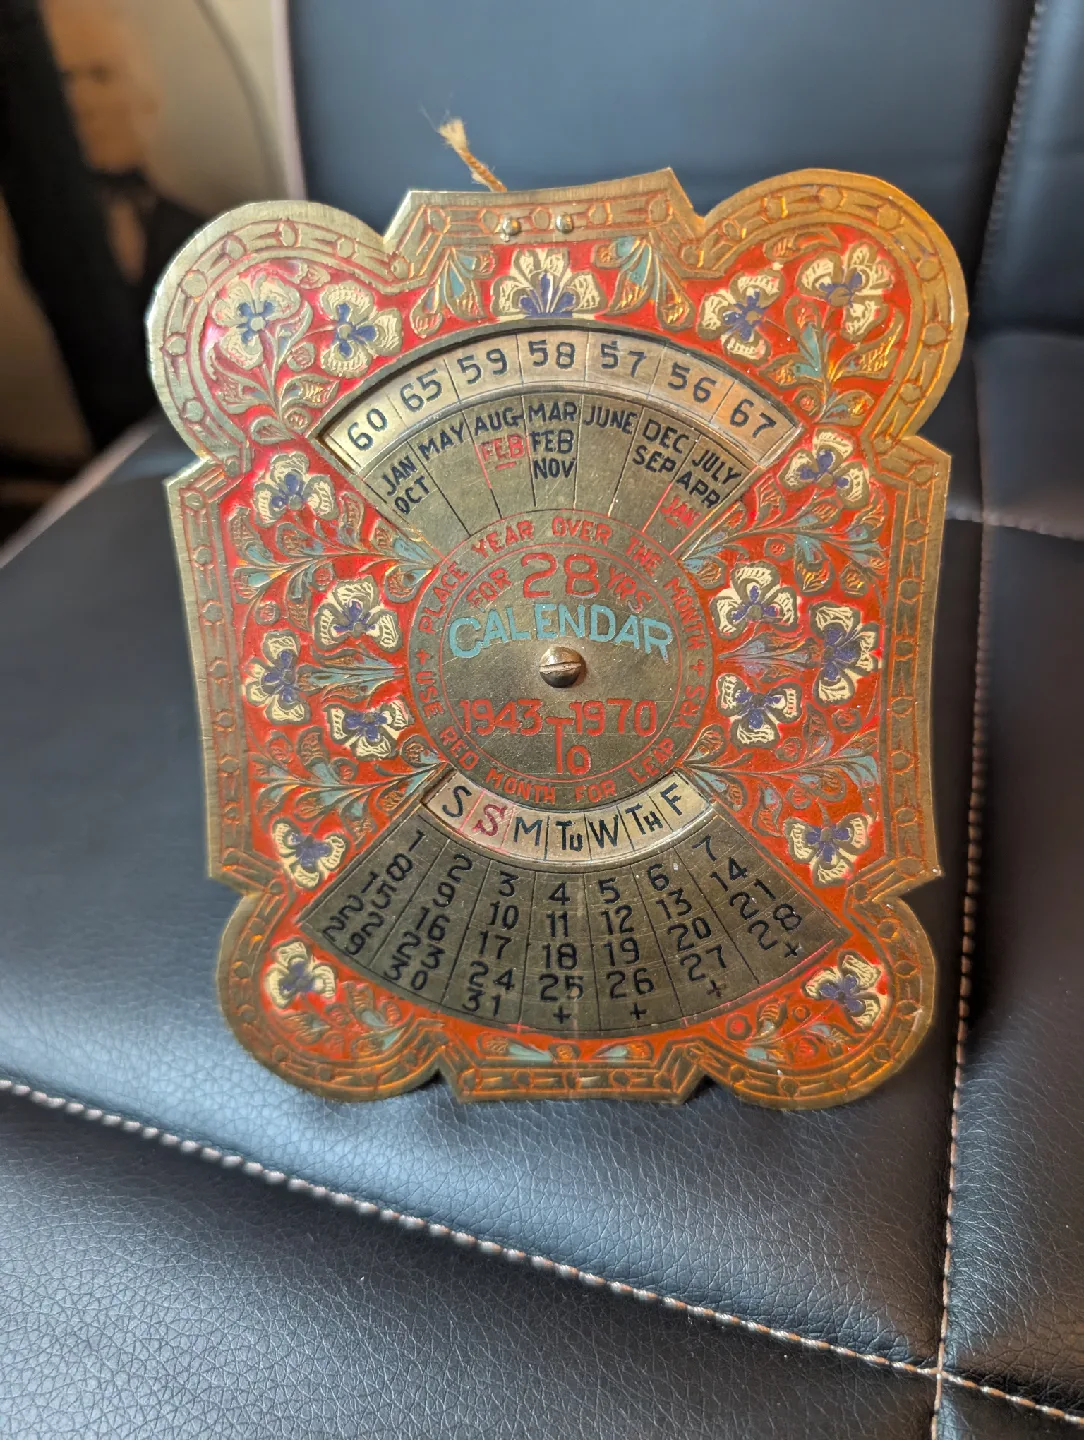 60 65 59 58 57 56 67
JAN MAY AUG MAR JUNE DEC JULY
OCT FEB FEB SEP APR
NOV JAN
PLACE YEAR OVER THE MONTH
FOR 28 YRS
CALENDAR
1943 To 1970
USE RED MONTH FOR LEAP YRS
S S M Tu W TH F
1 2 3 4 5 6 7
8 9 10 11 12 13 14
15 16 17 18 19 20 21
22 23 24 25 26 27 28
29 30 31 + + + +